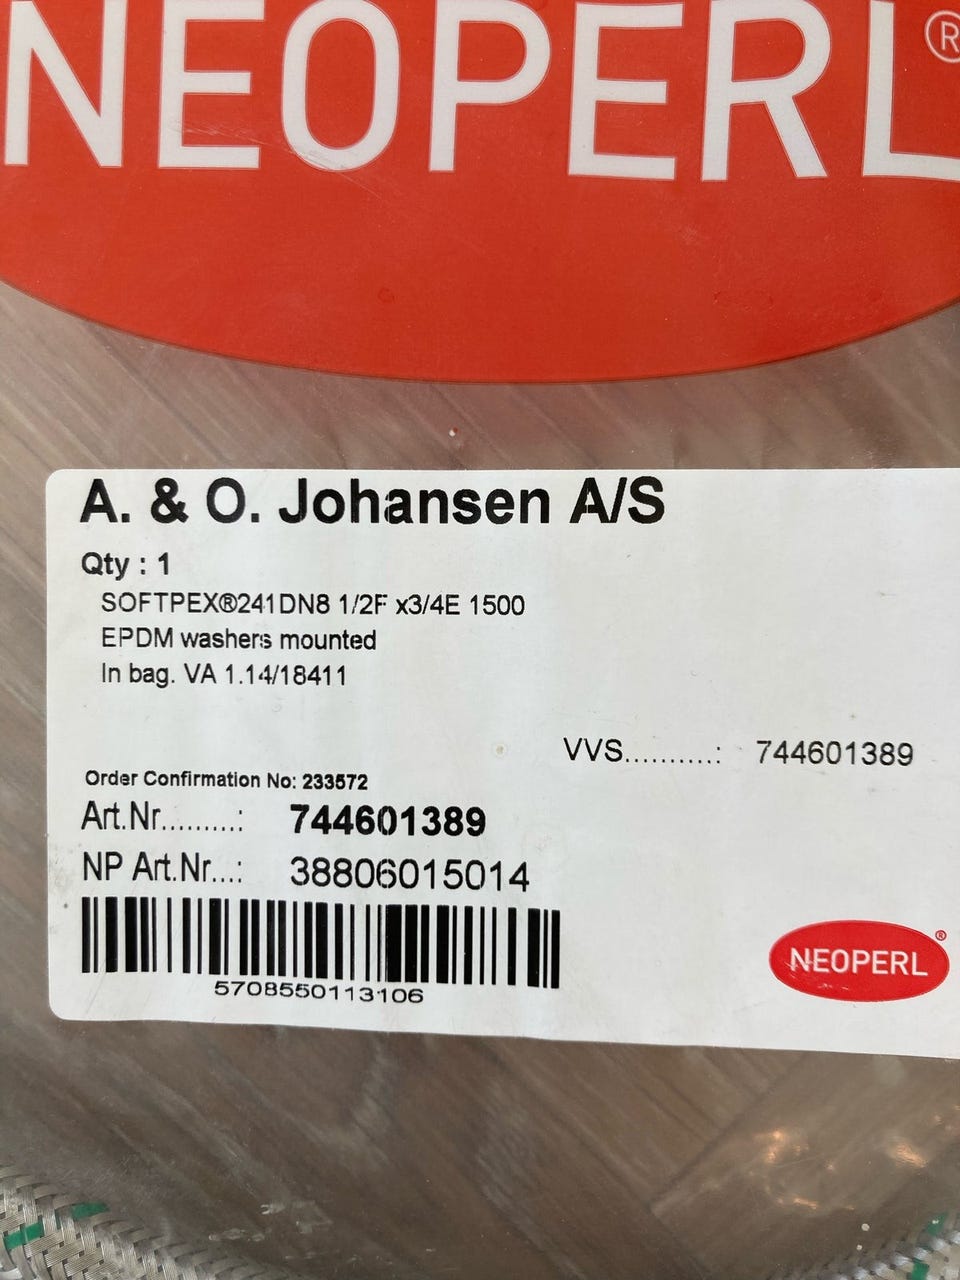 NEOPERL®
A. & O. Johansen A/S
Qty : 1
SOFTPEX®241DN8 1/2F x3/4E 1500
EPDM washers mounted
In bag. VA 1.14/18411
VVS...........: 744601389
Order Confirmation No: 233572
Art.Nr..........: 744601389
NP Art.Nr...: 38806015014
5708550113106
NEOPERL®